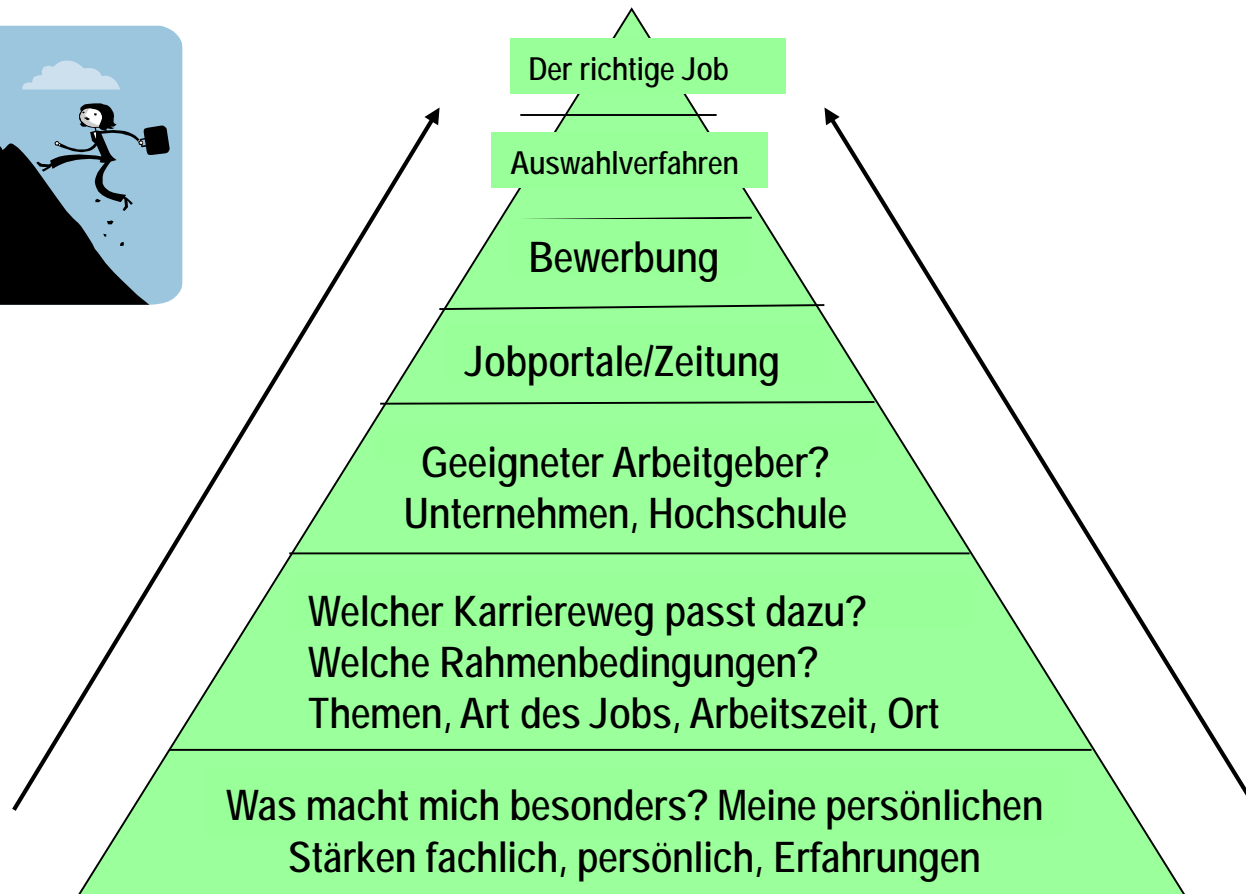 Der richtige Job
Auswahlverfahren
Bewerbung
Jobportale/Zeitung
Geeigneter Arbeitgeber?
Unternehmen, Hochschule
Welcher Karriereweg passt dazu?
Welche Rahmenbedingungen?
Themen, Art des Jobs, Arbeitszeit, Ort
Was macht mich besonders? Meine persönlichen
Stärken fachlich, persönlich, Erfahrungen